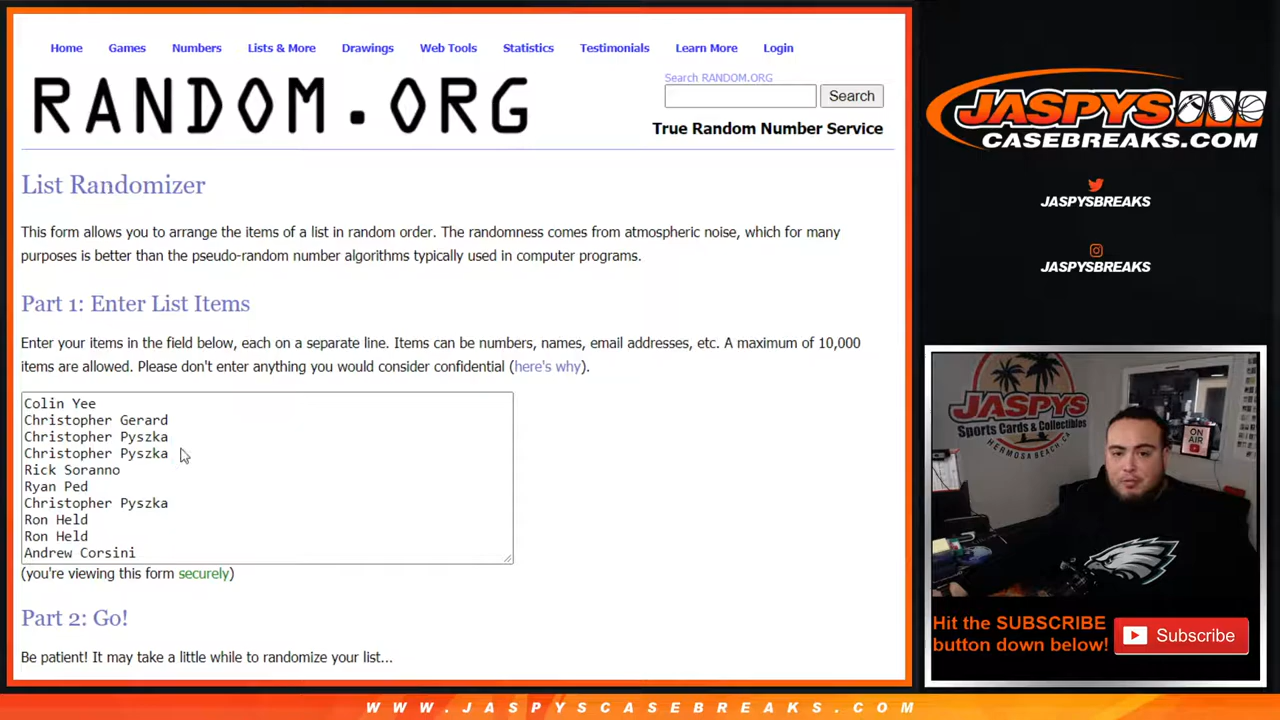 Home Games Numbers Lists & More Drawings Web Tools Statistics Testimonials Learn More Login
RANDOM.ORG
Search RANDOM.ORG
Search
True Random Number Service
List Randomizer
This form allows you to arrange the items of a list in random order. The randomness comes from atmospheric noise, which for many
purposes is better than the pseudo-random number algorithms typically used in computer programs.
Part 1: Enter List Items
Enter your items in the field below, each on a separate line. Items can be numbers, names, email addresses, etc. A maximum of 10,000
items are allowed. Please don't enter anything you would consider confidential (here's why).
Colin Yee
Christopher Gerard
Christopher Pyszka
Christopher Pyszka
Rick Soranno
Ryan Ped
Christopher Pyszka
Ron Held
Ron Held
Andrew Corsini
(you're viewing this form securely)
Part 2: Go!
Be patient! It may take a little while to randomize your list...
JASPYS
CASEBREAKS.COM
JASPYSBREAKS
JASPYSBREAKS
JASPYS
Sports Cards & Collectibles
HERMOSA BEACH, CA
ON
AIR
Hit the SUBSCRIBE
button down below!
Subscribe
WWW.JASPYSCASEBREAKS.COM